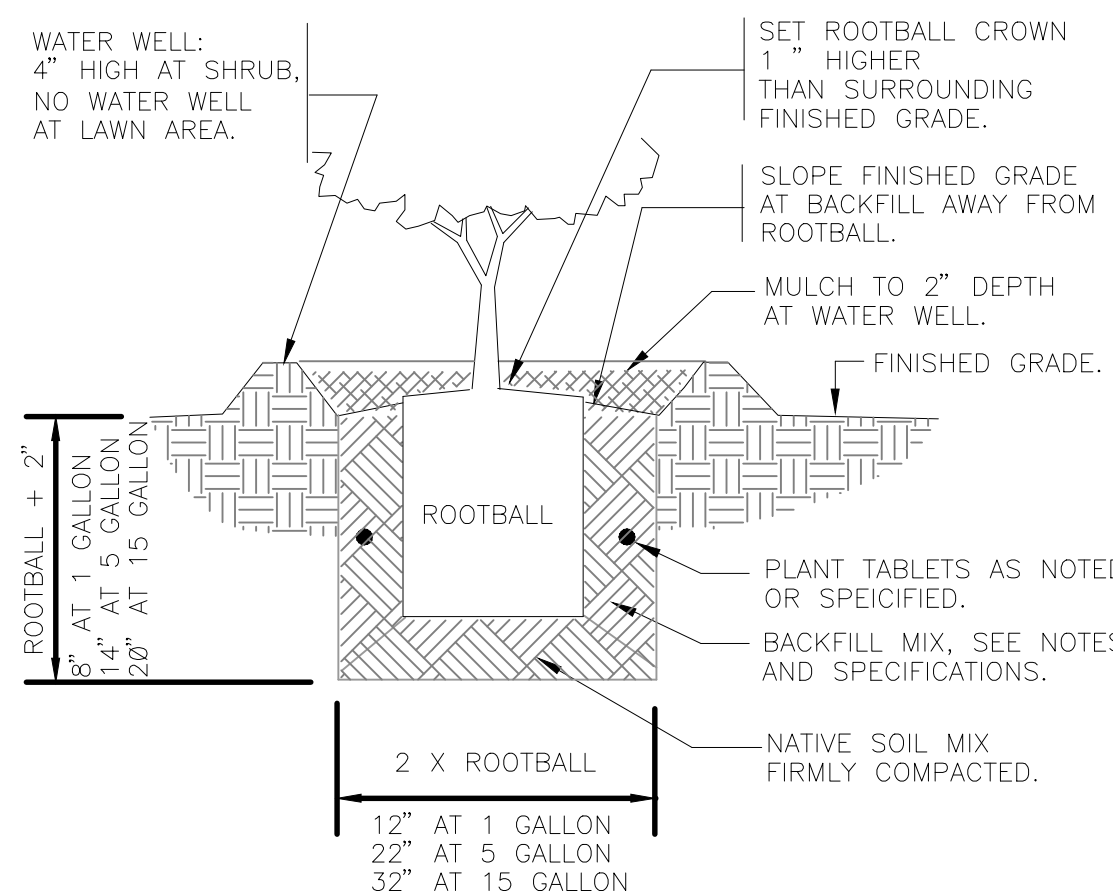 WATER WELL:
4" HIGH AT SHRUB,
NO WATER WELL
AT LAWN AREA.
SET ROOTBALL CROWN
1 " HIGHER
THAN SURROUNDING
FINISHED GRADE.
SLOPE FINISHED GRADE
AT BACKFILL AWAY FROM
ROOTBALL.
MULCH TO 2" DEPTH
AT WATER WELL.
FINISHED GRADE.
ROOTBALL + 2"
8" AT 1 GALLON
14" AT 5 GALLON
20" AT 15 GALLON
ROOTBALL
PLANT TABLETS AS NOTED
OR SPEICIFIED.
BACKFILL MIX, SEE NOTES
AND SPECIFICATIONS.
NATIVE SOIL MIX
FIRMLY COMPACTED.
2 X ROOTBALL
12" AT 1 GALLON
22" AT 5 GALLON
32" AT 15 GALLON